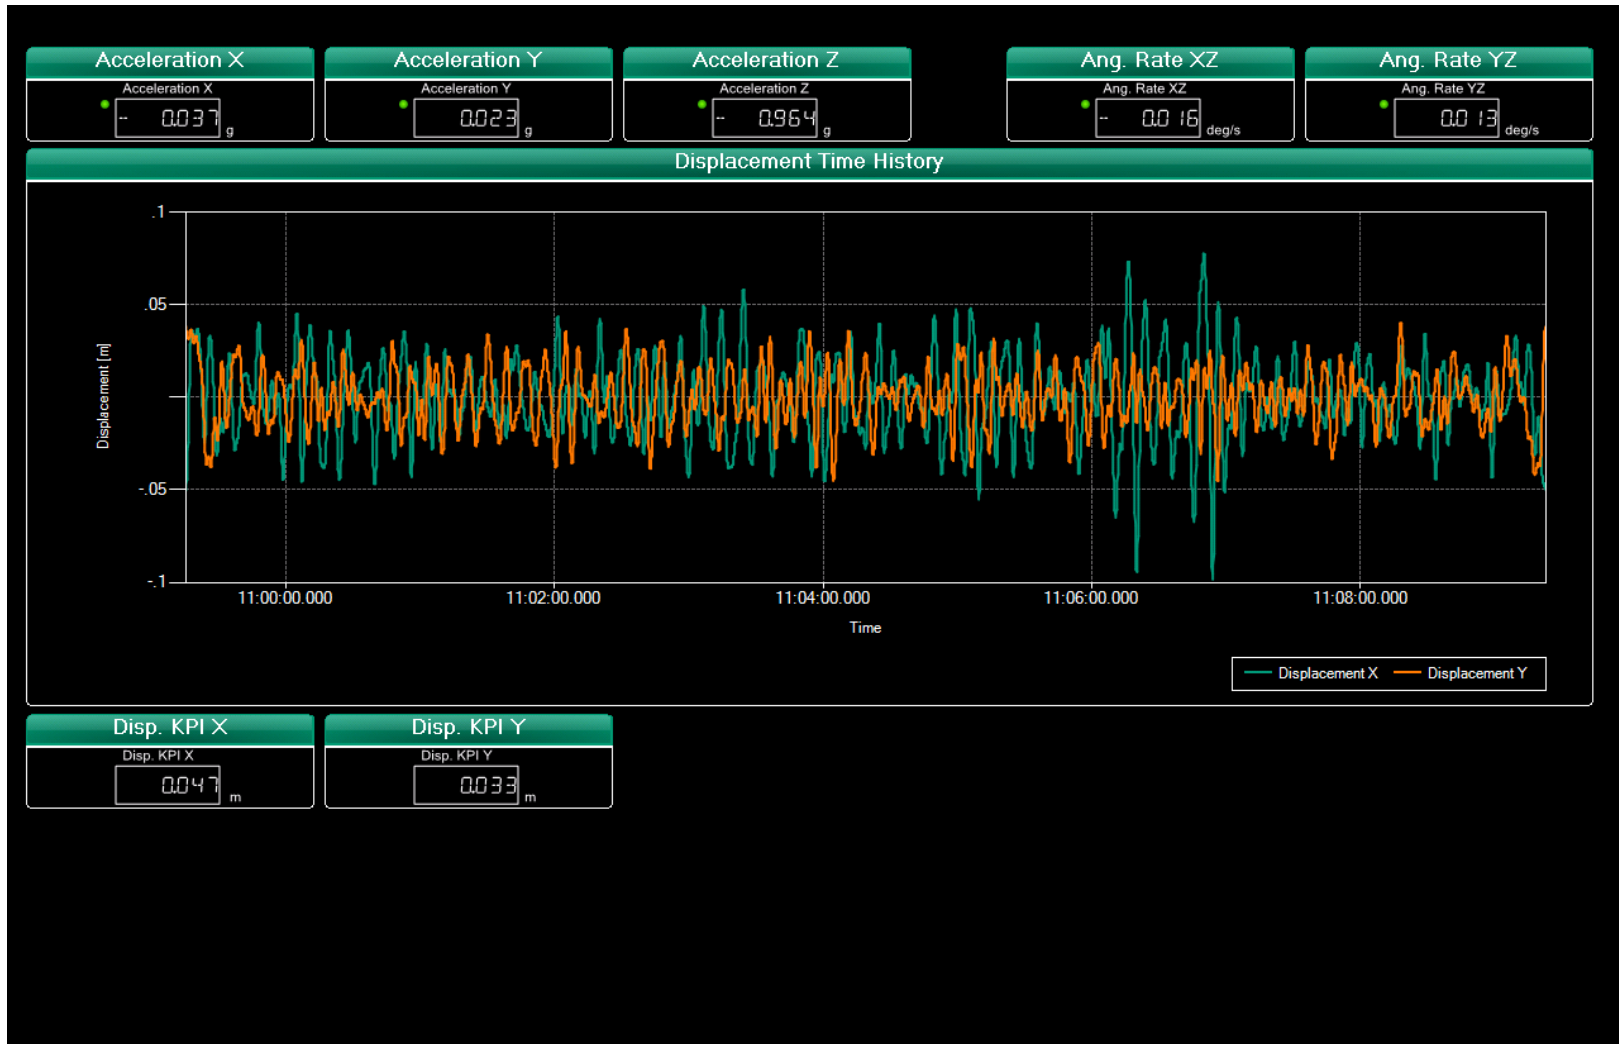 Acceleration X
Acceleration Y
Acceleration Z
Ang. Rate XZ
Ang. Rate YZ
Acceleration X
- 0.037 g
Acceleration Y
0.023 g
Acceleration Z
- 0.964 g
Ang. Rate XZ
- 0.016 deg/s
Ang. Rate YZ
0.013 deg/s
Displacement Time History
Displacement [m]
.1
.05
-.05
-.1
11:00:00.000
11:02:00.000
11:04:00.000
11:06:00.000
11:08:00.000
Time
Displacement X
Displacement Y
Disp. KPI X
Disp. KPI Y
Disp. KPI X
0.047 m
Disp. KPI Y
0.033 m